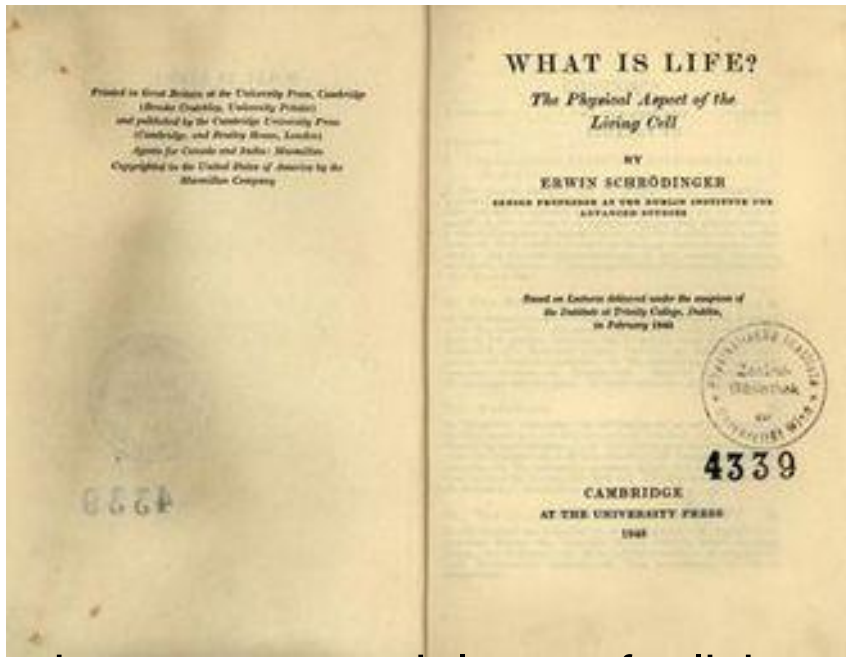 Printed in Great Britain at the University Press, Cambridge
(Brooke Crutchley, University Printer)
and published by the Cambridge University Press
(Cambridge, and Bentley House, London)
Agents for Canada and India: Macmillan
Copyrighted in the United States of America by the
Macmillan Company
WHAT IS LIFE?
The Physical Aspect of the
Living Cell
BY
ERWIN SCHRÖDINGER
SENIOR PROFESSOR AT THE DUBLIN INSTITUTE FOR
ADVANCED STUDIES
Based on Lectures delivered under the auspices of
the Institute at Trinity College, Dublin,
in February 1943
Zentral-
Bibliothek
der
4339
CAMBRIDGE
AT THE UNIVERSITY PRESS